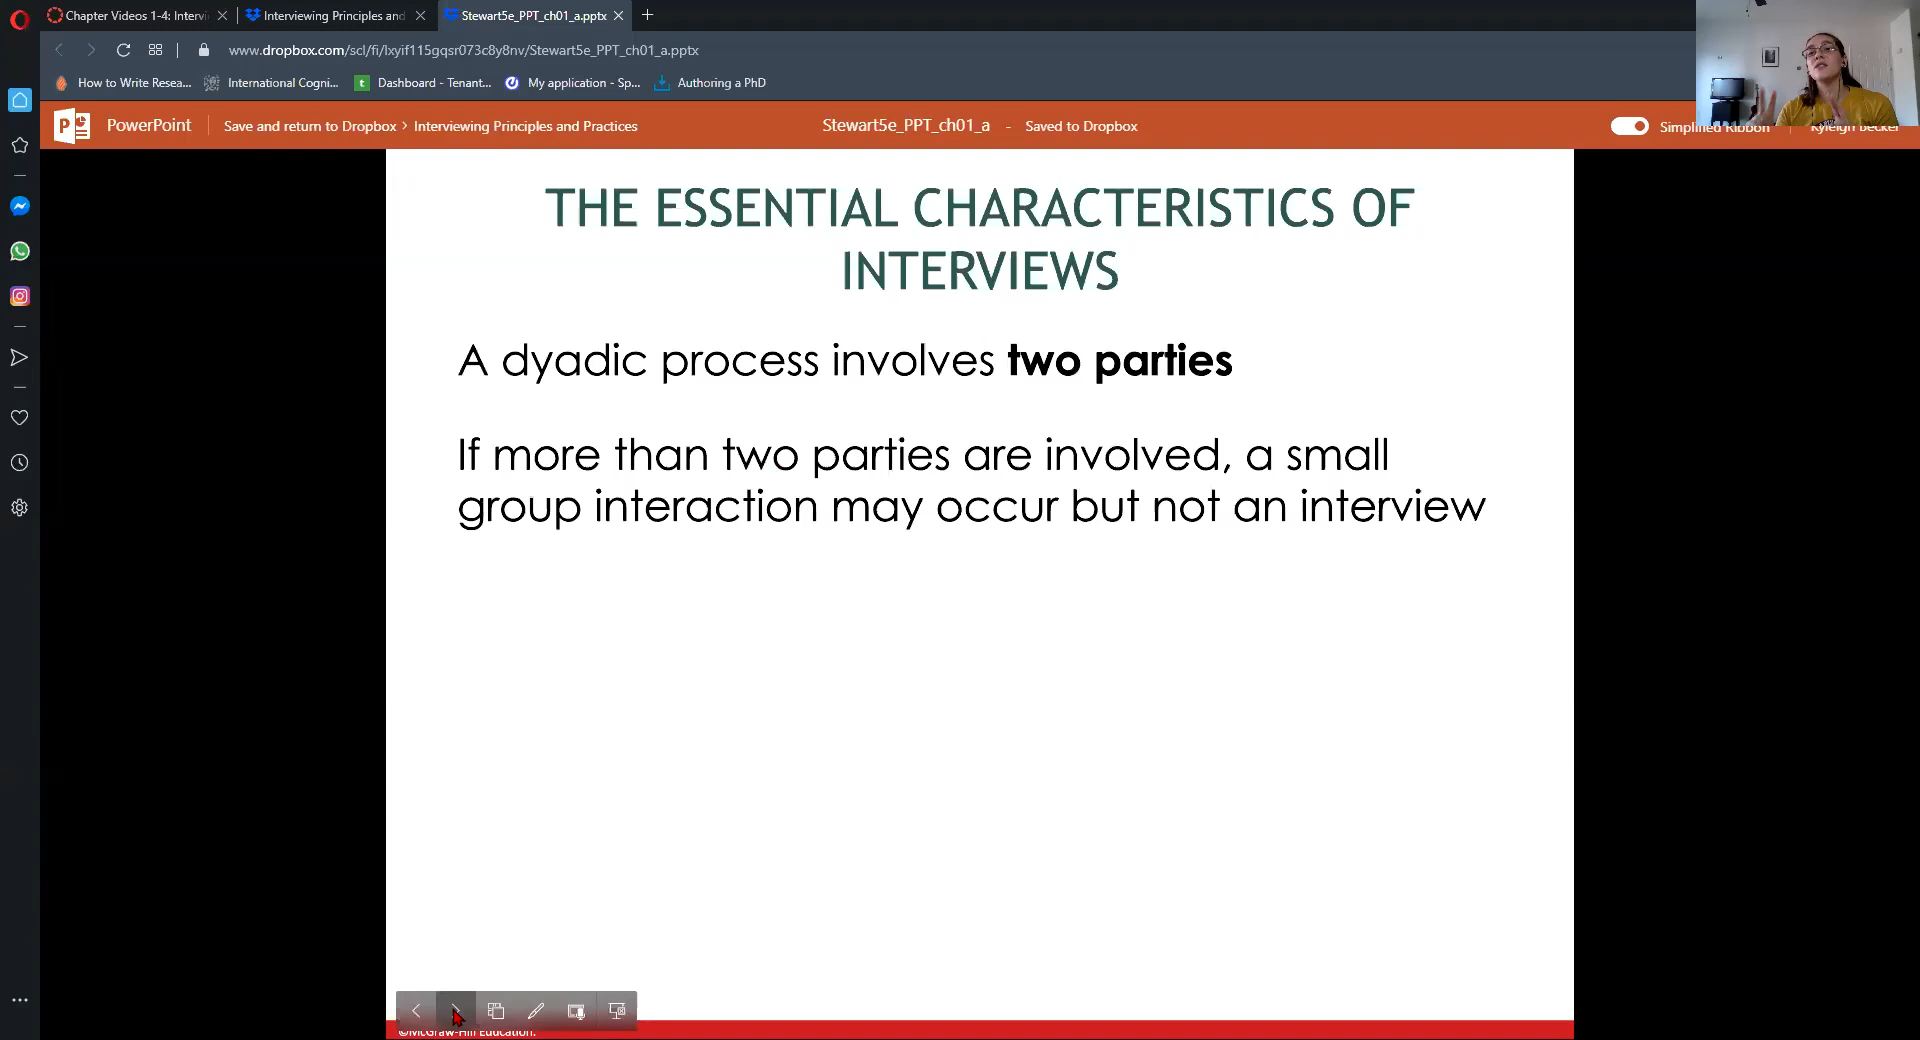 Chapter Videos 1-4: Intervi
Interviewing Principles and
Stewart5e_PPT_ch01_a.pptx
www.dropbox.com/scl/fi/lxyif115gqsr073c8y8nv/Stewart5e_PPT_ch01_a.pptx
How to Write Resea...
International Cogni...
Dashboard - Tenant...
My application - Sp...
Authoring a PhD
PowerPoint
Save and return to Dropbox > Interviewing Principles and Practices
Stewart5e_PPT_ch01_a - Saved to Dropbox
Simplified Ribbon
Kyleigh Becker
THE ESSENTIAL CHARACTERISTICS OF
INTERVIEWS
A dyadic process involves two parties
If more than two parties are involved, a small
group interaction may occur but not an interview
©McGraw-Hill Education.